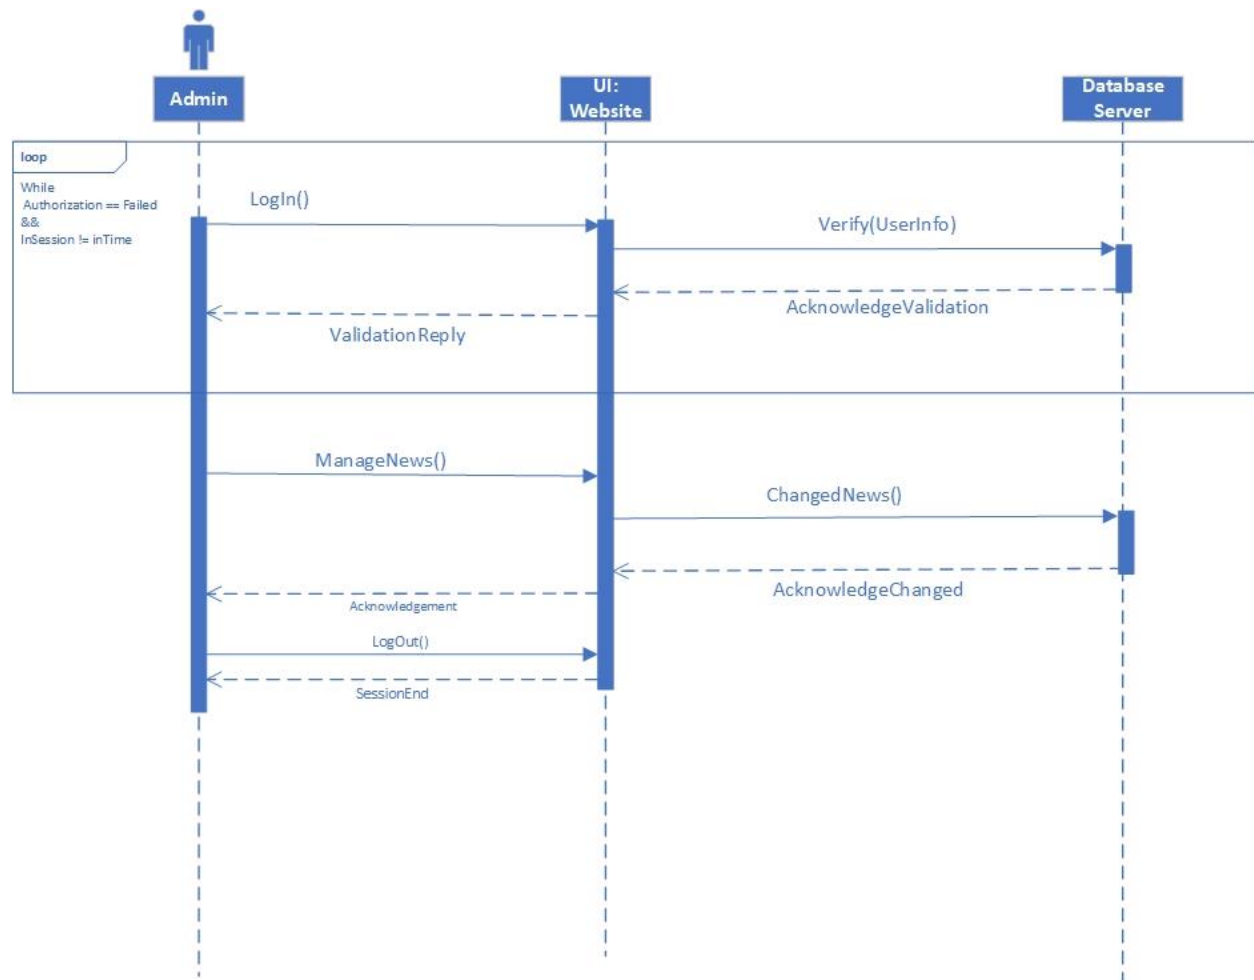 Admin
UI:
Website
Database
Server
loop
While
Authorization == Failed
&&
InSession != inTime
LogIn()
Verify(UserInfo)
AcknowledgeValidation
ValidationReply
ManageNews()
ChangedNews()
AcknowledgeChanged
Acknowledgement
LogOut()
SessionEnd